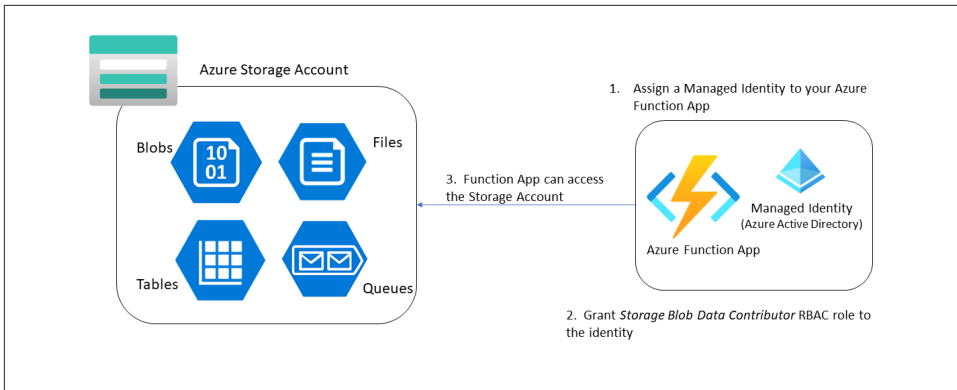 Azure Storage Account
Blobs
10
01
Files
Tables
Queues
3. Function App can access
the Storage Account
1. Assign a Managed Identity to your Azure
Function App
Managed Identity
(Azure Active Directory)
Azure Function App
2. Grant Storage Blob Data Contributor RBAC role to
the identity